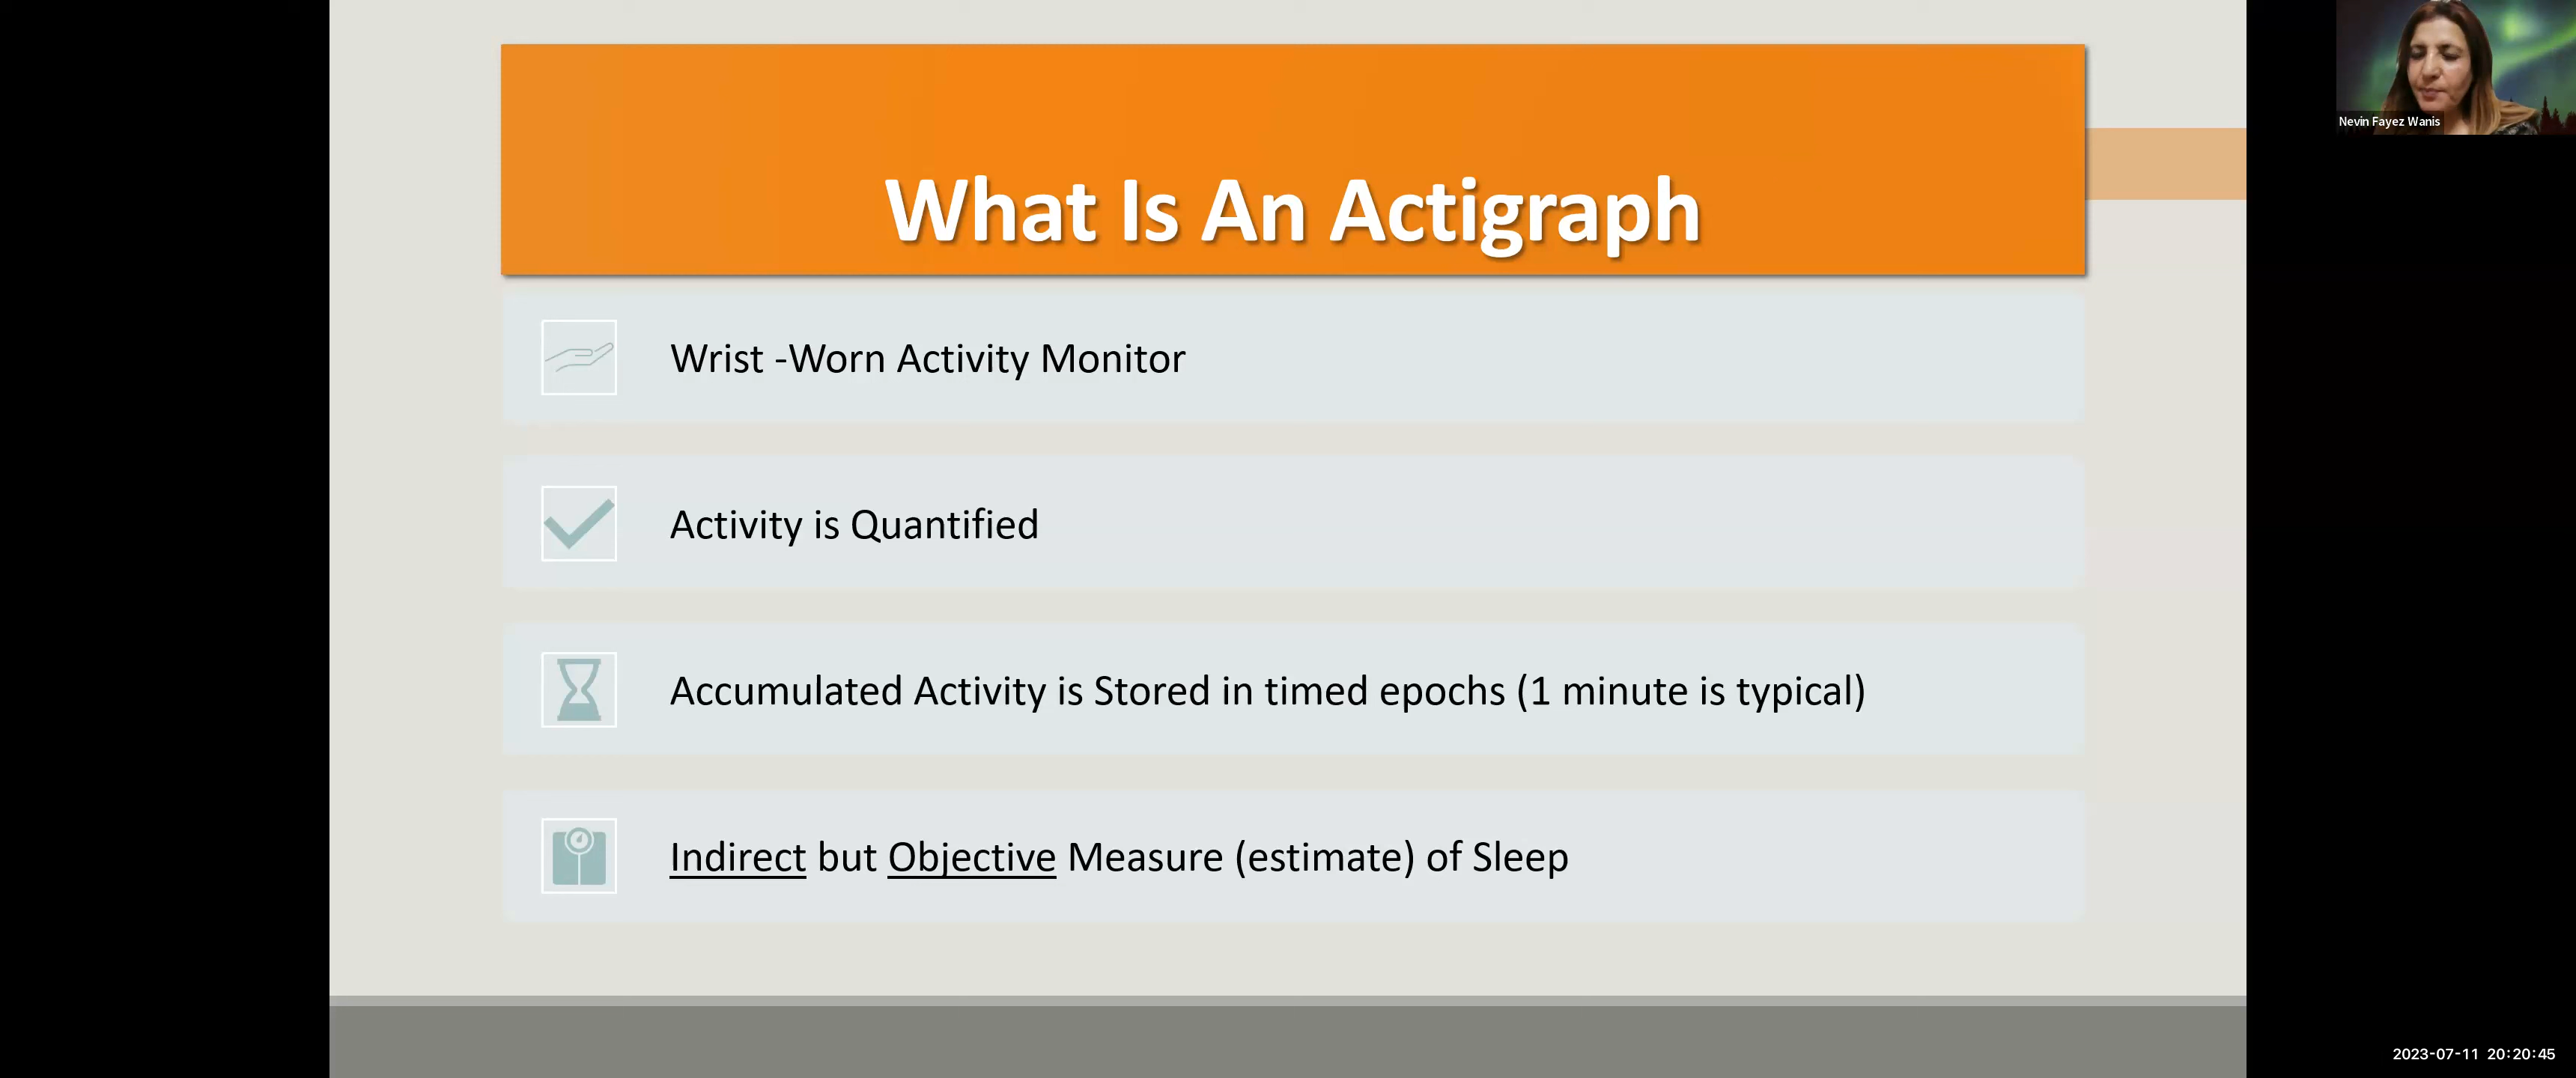 What Is An Actigraph
Wrist -Worn Activity Monitor
Activity is Quantified
Accumulated Activity is Stored in timed epochs (1 minute is typical)
Indirect but Objective Measure (estimate) of Sleep
Nevin Fayez Wanis
2023-07-11 20:20:45